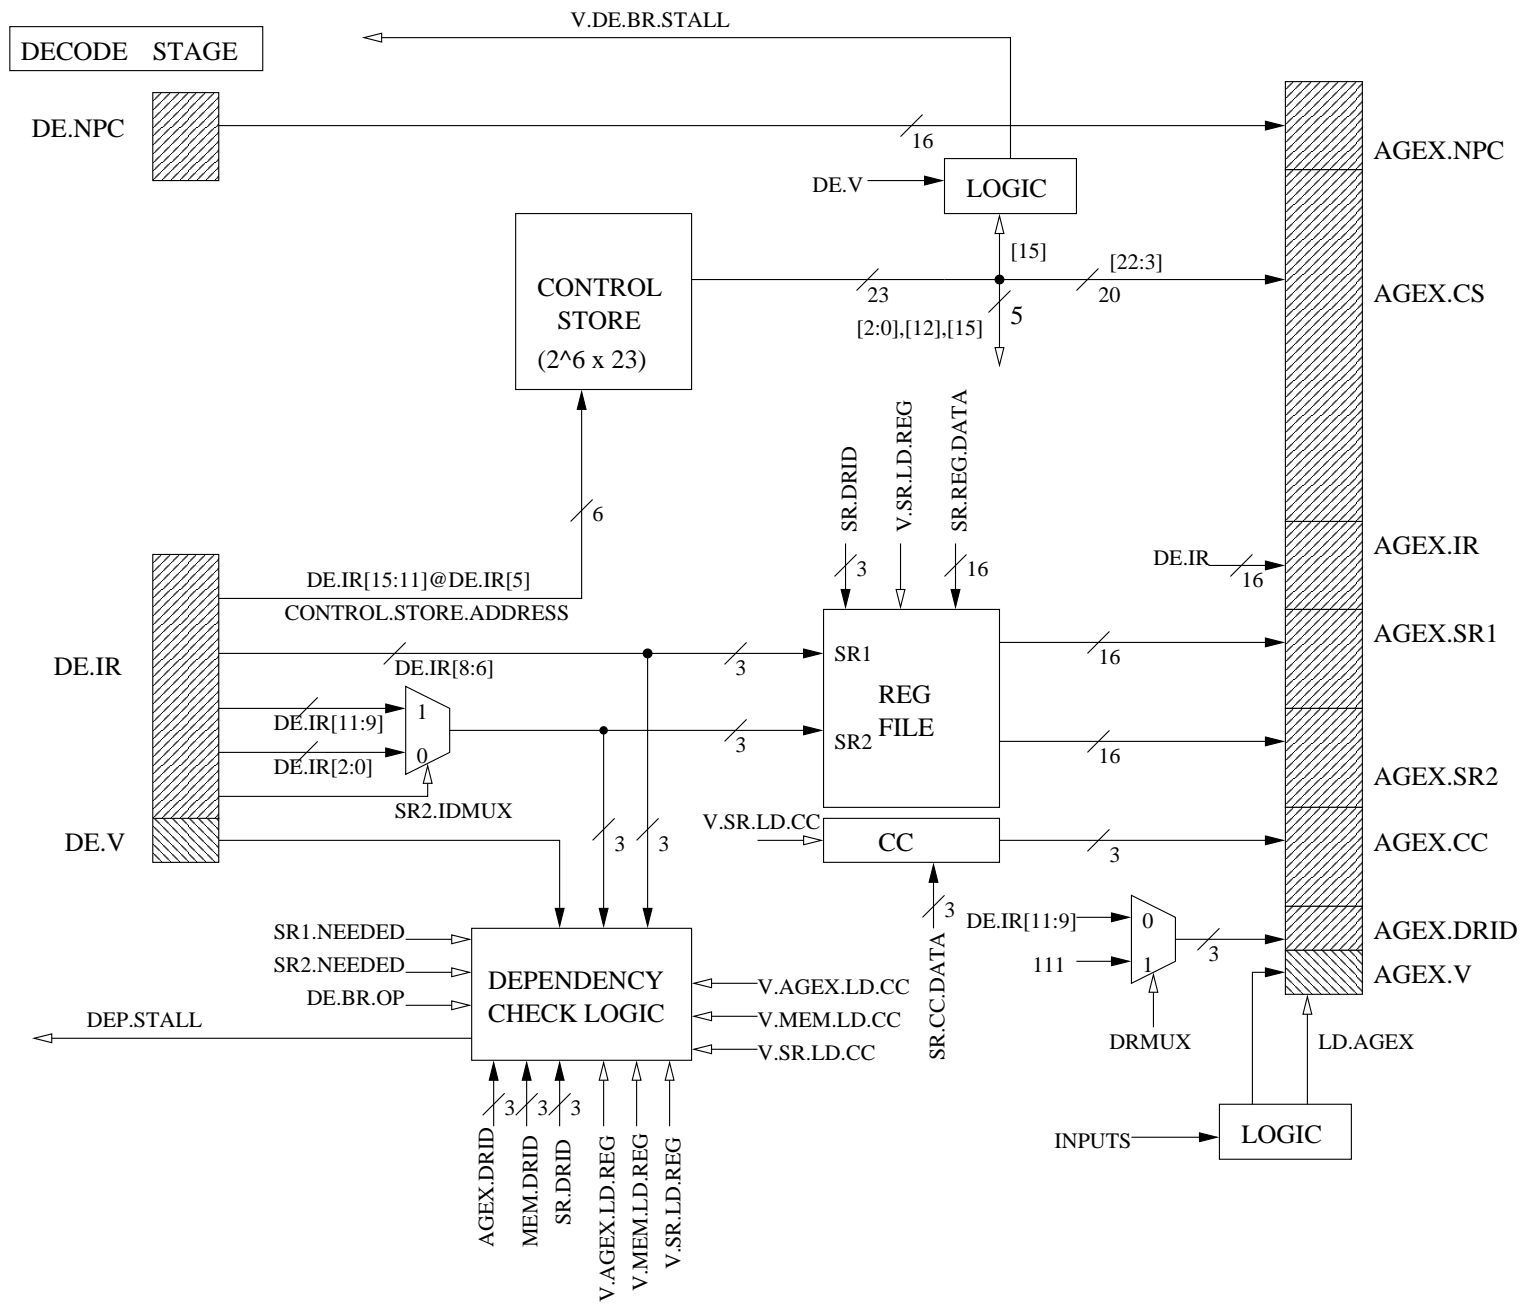 V.DE.BR.STALL
DECODE STAGE
DE.NPC
16
AGEX.NPC
DE.V
LOGIC
[15]
[22:3]
CONTROL
STORE
(2^6 x 23)
23
20
AGEX.CS
[2:0],[12],[15]
5
SR.DRID
V.SR.LD.REG
SR.REG.DATA
6
3
16
DE.IR
16
AGEX.IR
DE.IR[15:11]@DE.IR[5]
CONTROL.STORE.ADDRESS
DE.IR
DE.IR[8:6]
3
SR1
16
AGEX.SR1
REG
FILE
DE.IR[11:9]
1
DE.IR[2:0]
0
3
SR2
16
AGEX.SR2
SR2.IDMUX
DE.V
3
3
V.SR.LD.CC
CC
3
AGEX.CC
3
SR.CC.DATA
DE.IR[11:9]
0
111
1
3
AGEX.DRID
AGEX.V
DRMUX
LD.AGEX
SR1.NEEDED
SR2.NEEDED
DE.BR.OP
DEPENDENCY
CHECK LOGIC
V.AGEX.LD.CC
V.MEM.LD.CC
V.SR.LD.CC
DEP.STALL
3
3
3
AGEX.DRID
MEM.DRID
SR.DRID
V.AGEX.LD.REG
V.MEM.LD.REG
V.SR.LD.REG
INPUTS
LOGIC